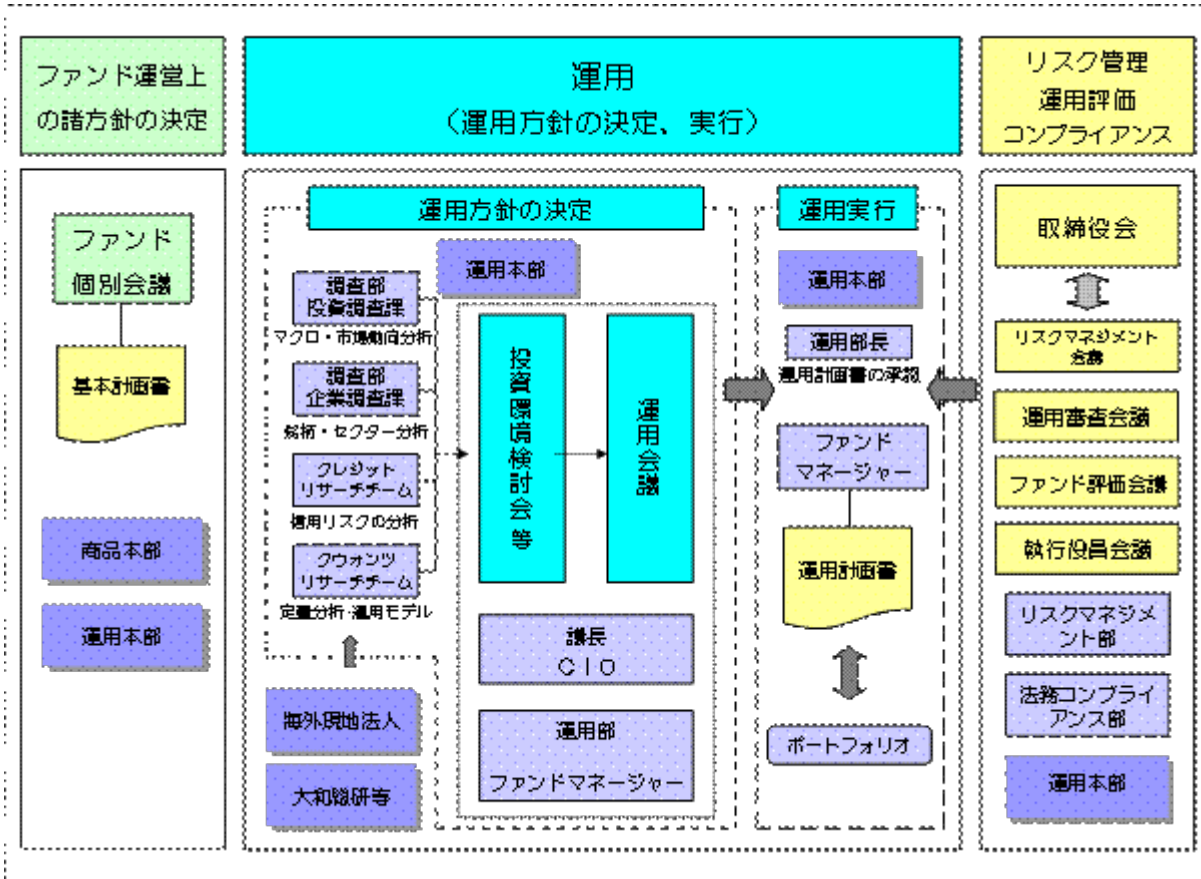 ファンド運営上
の諸方針の決定
運用
（運用方針の決定、実行）
リスク管理
運用評価
コンプライアンス
ファンド
個別会議
基本計画書
商品本部
運用本部
運用方針の決定
運用本部
調査部
投資調査課
マクロ・市場動向分析
調査部
企業調査課
銘柄・セクター分析
クレジット
リサーチチーム
信用リスクの分析
クウォンツ
リサーチチーム
定量分析・運用モデル
海外現地法人
大和総研等
投資環境検討会 等
運用会議
議長
ＣＩＯ
運用部
ファンドマネージャー
運用実行
運用本部
運用部長
運用計画書の承認
ファンド
マネージャー
運用計画書
ポートフォリオ
取締役会
リスクマネジメント
会議
運用審査会議
ファンド評価会議
執行役員会議
リスクマネジメ
ント部
法務コンプライ
アンス部
運用本部